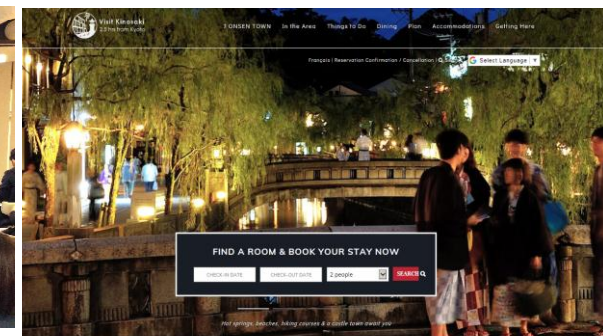 Visit Kinosaki
2.5 hrs from Kyoto
ONSEN TOWN In the Area Things to Do Dining Plan Accommodations Getting Here
Français | Reservation Confirmation / Cancellation |
G Select Language ▼
FIND A ROOM & BOOK YOUR STAY NOW
CHECK-IN DATE CHECK-OUT DATE 2 people SEARCH
Hot springs, beaches, hiking courses & a castle town await you